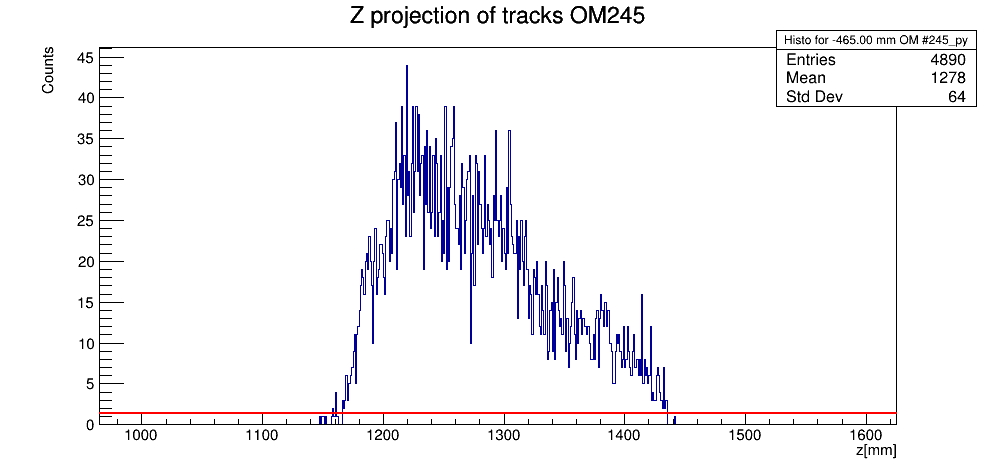 Z projection of tracks OM245
Histo for -465.00 mm OM #245_py
Entries 4890
Mean 1278
Std Dev 64
Counts
45
40
35
30
25
20
15
10
5
0
1000 1100 1200 1300 1400 1500 1600
z[mm]